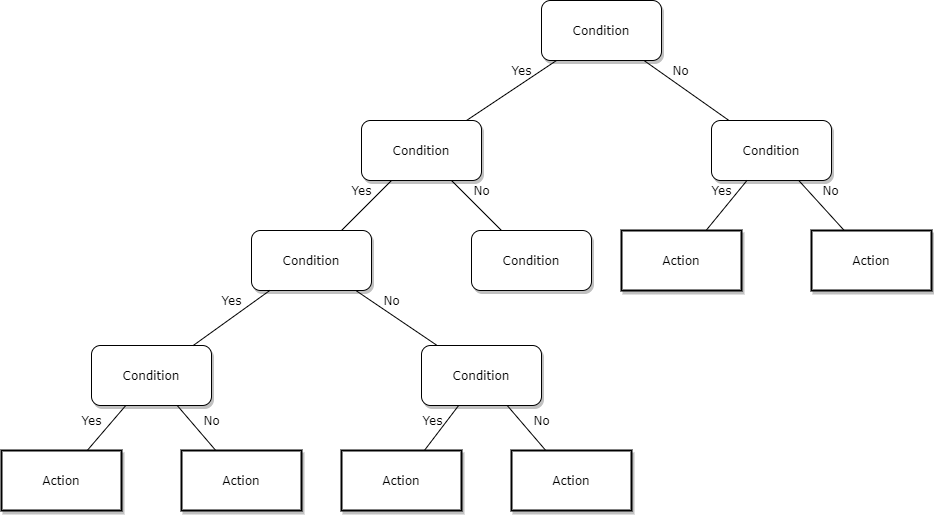 Condition
Yes
No
Condition
Condition
Yes
No
Yes
No
Condition
Condition
Action
Action
Yes
No
Condition
Condition
Yes
No
Yes
No
Action
Action
Action
Action